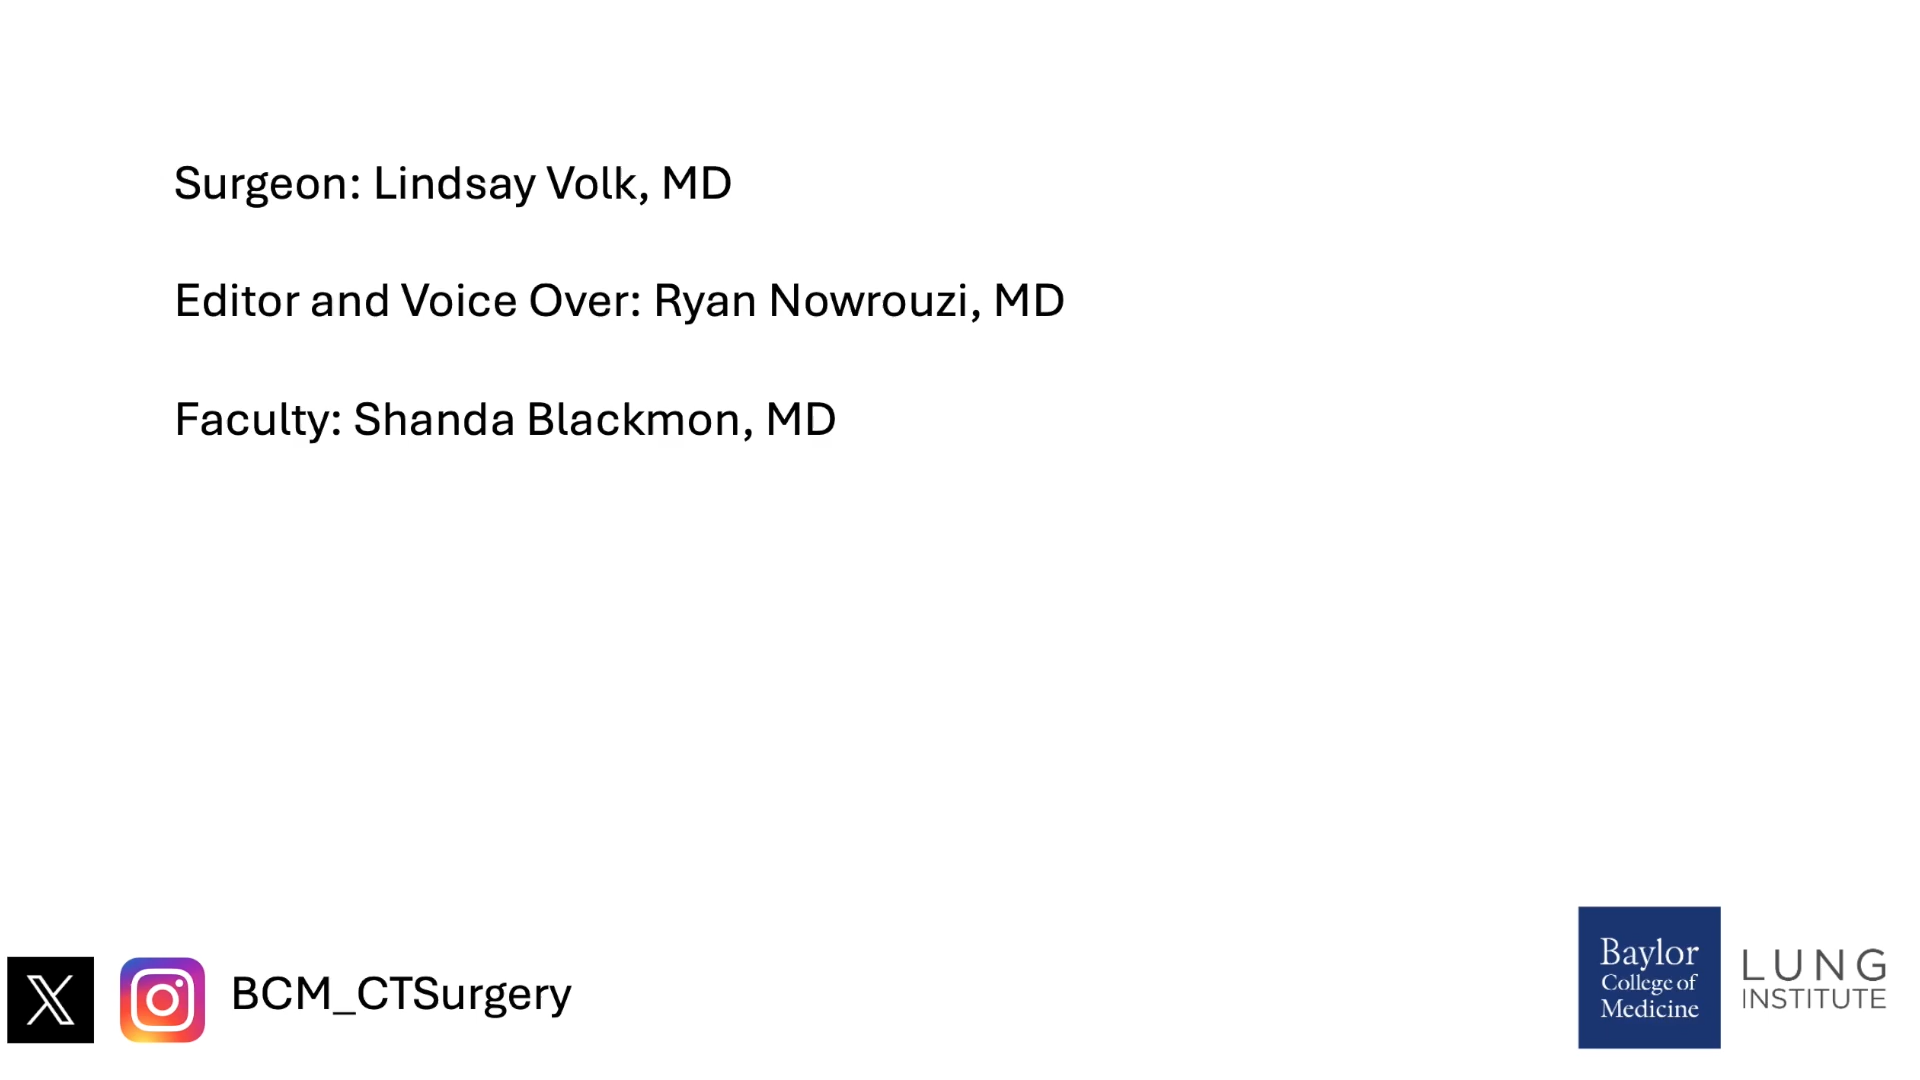 Surgeon: Lindsay Volk, MD
Editor and Voice Over: Ryan Nowrouzi, MD
Faculty: Shanda Blackmon, MD
BCM_CTSurgery
Baylor
College of
Medicine
LUNG
INSTITUTE